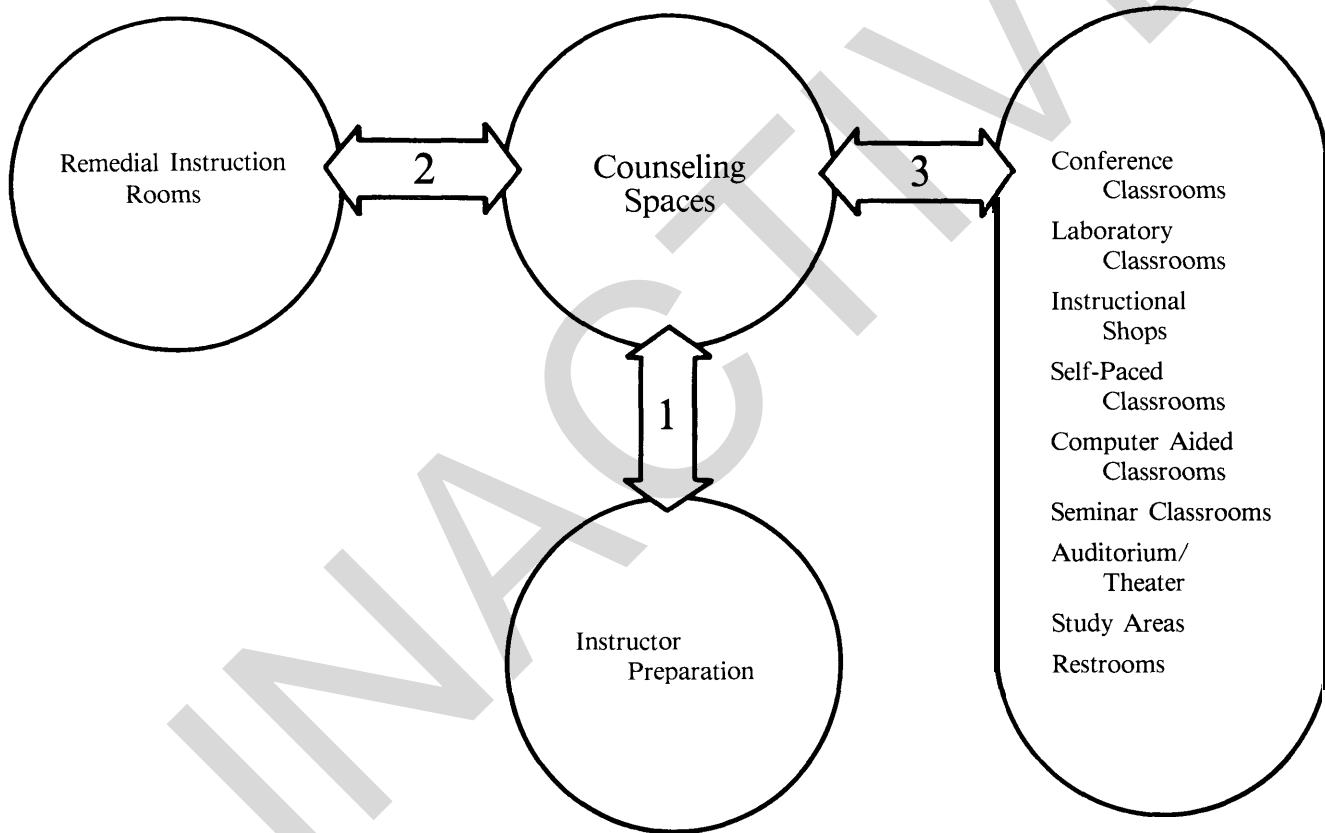 Remedial Instruction
Rooms
2
Counseling
Spaces
3
Conference
Classrooms
Laboratory
Classrooms
Instructional
Shops
Self-Paced
Classrooms
Computer Aided
Classrooms
Seminar Classrooms
Auditorium/
Theater
Study Areas
Restrooms
1
Instructor
Preparation
INACTIVE